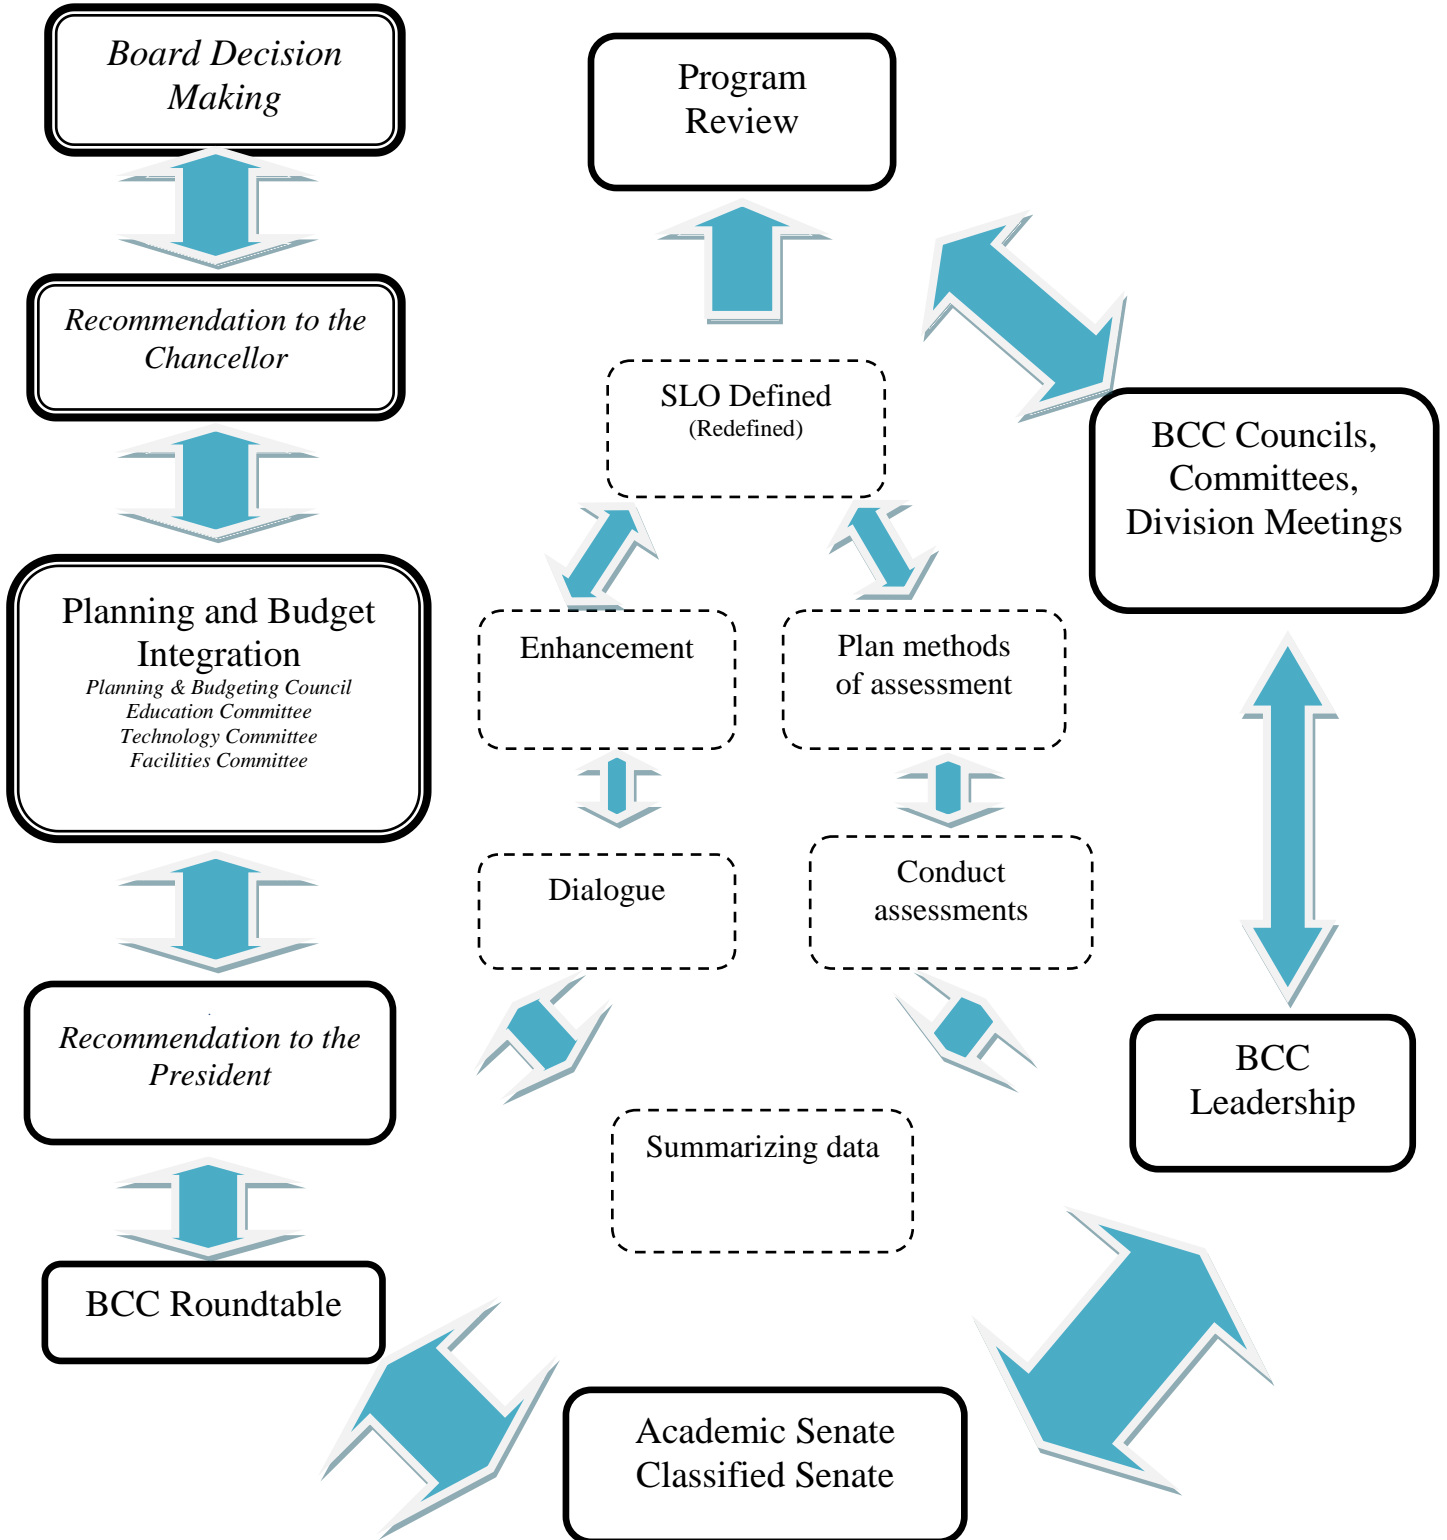 Board Decision
Making
Program
Review
Recommendation to the
Chancellor
SLO Defined
(Redefined)
BCC Councils,
Committees,
Division Meetings
Planning and Budget
Integration
Planning & Budgeting Council
Education Committee
Technology Committee
Facilities Committee
Enhancement
Plan methods
of assessment
Dialogue
Conduct
assessments
.
Recommendation to the
President
BCC
Leadership
Summarizing data
BCC Roundtable
Academic Senate
Classified Senate